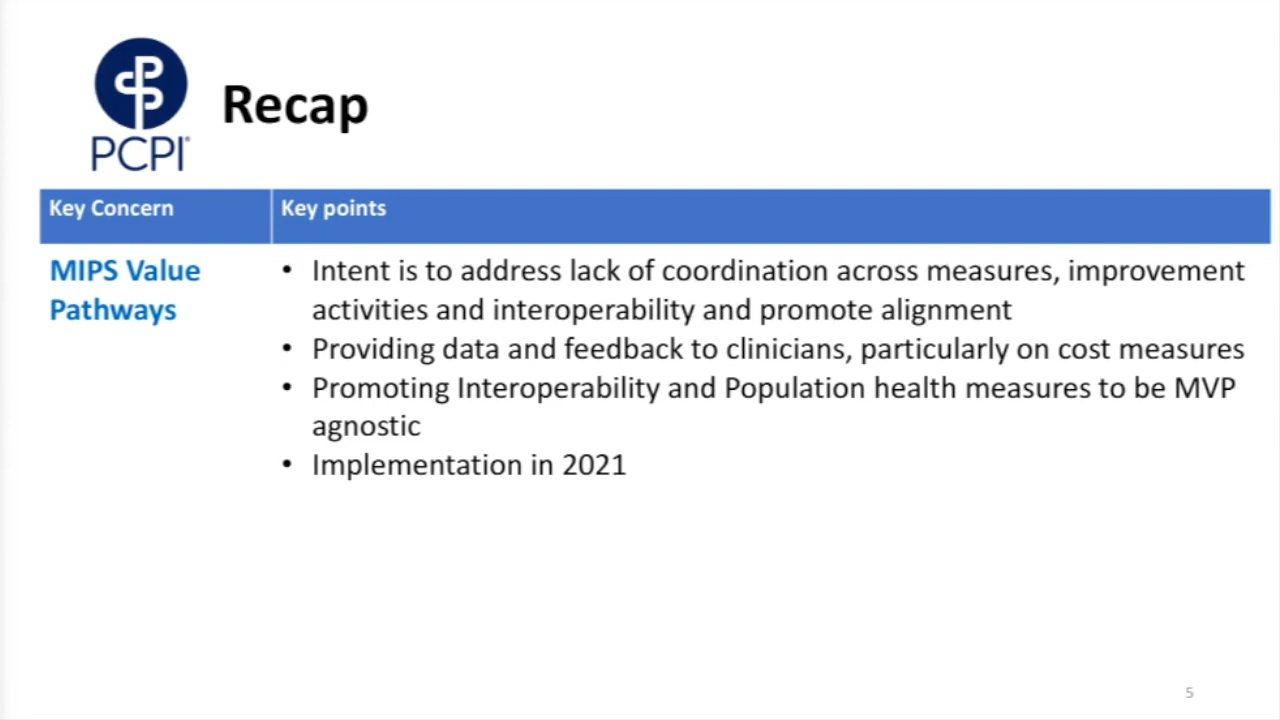 PCPI®
Recap
Key Concern
Key points
MIPS Value
Pathways
• Intent is to address lack of coordination across measures, improvement
activities and interoperability and promote alignment
• Providing data and feedback to clinicians, particularly on cost measures
• Promoting Interoperability and Population health measures to be MVP
agnostic
• Implementation in 2021
5